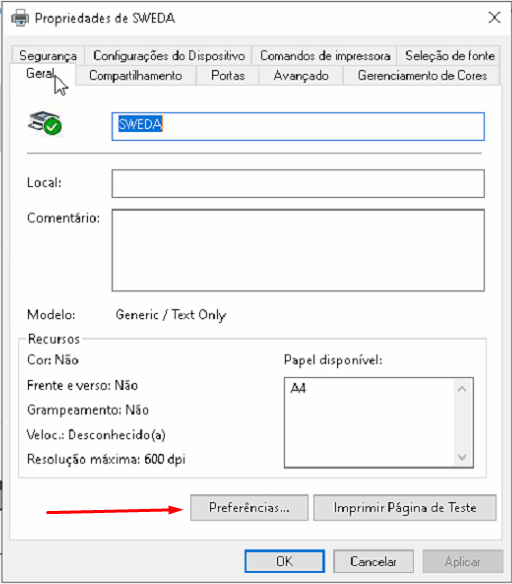 Propriedades de SWEDA
Segurança Configurações do Dispositivo Comandos de impressora Seleção de fonte
Geral Compartilhamento Portas Avançado Gerenciamento de Cores
SWEDA
Local:
Comentário:
Modelo: Generic / Text Only
Recursos
Cor: Não Papel disponível:
Frente e verso: Não A4
Grampeamento: Não
Veloc.: Desconhecido(a)
Resolução máxima: 600 dpi
Preferências... Imprimir Página de Teste
OK Cancelar Aplicar